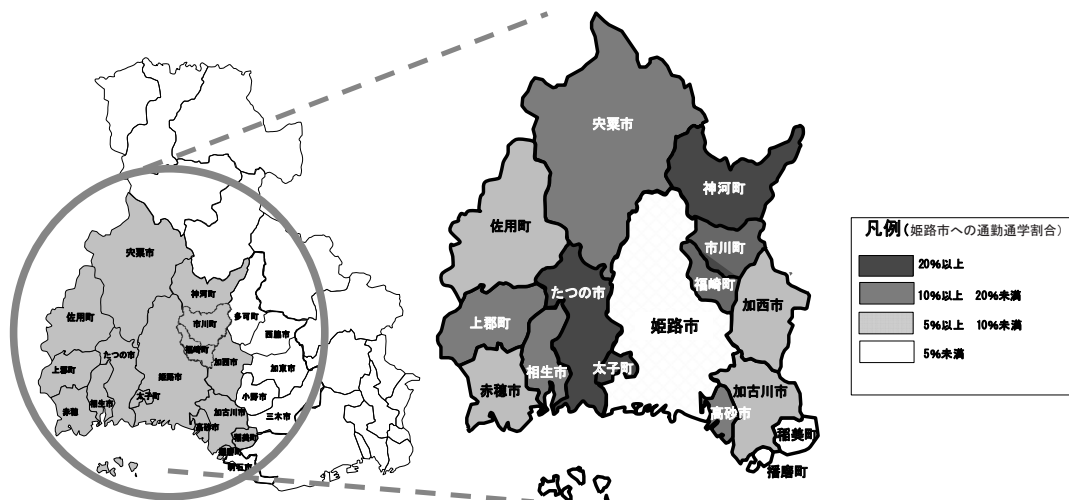 宍粟市
神河町
佐用町
市川町
多可町
西脇市
福崎町
たつの市
上郡町
加西市
加東市
姫路市
太子町
相生市
赤穂
小野市
加古川市
三木市
高砂市
稲美町
播磨町
明石市
宍粟市
神河町
佐用町
市川町
福崎町
たつの市
加西市
上郡町
姫路市
太子町
相生市
赤穂市
加古川市
高砂市
稲美町
播磨町
凡例(姫路市への通勤通学割合)
20%以上
10%以上 20%未満
5%以上 10%未満
5%未満